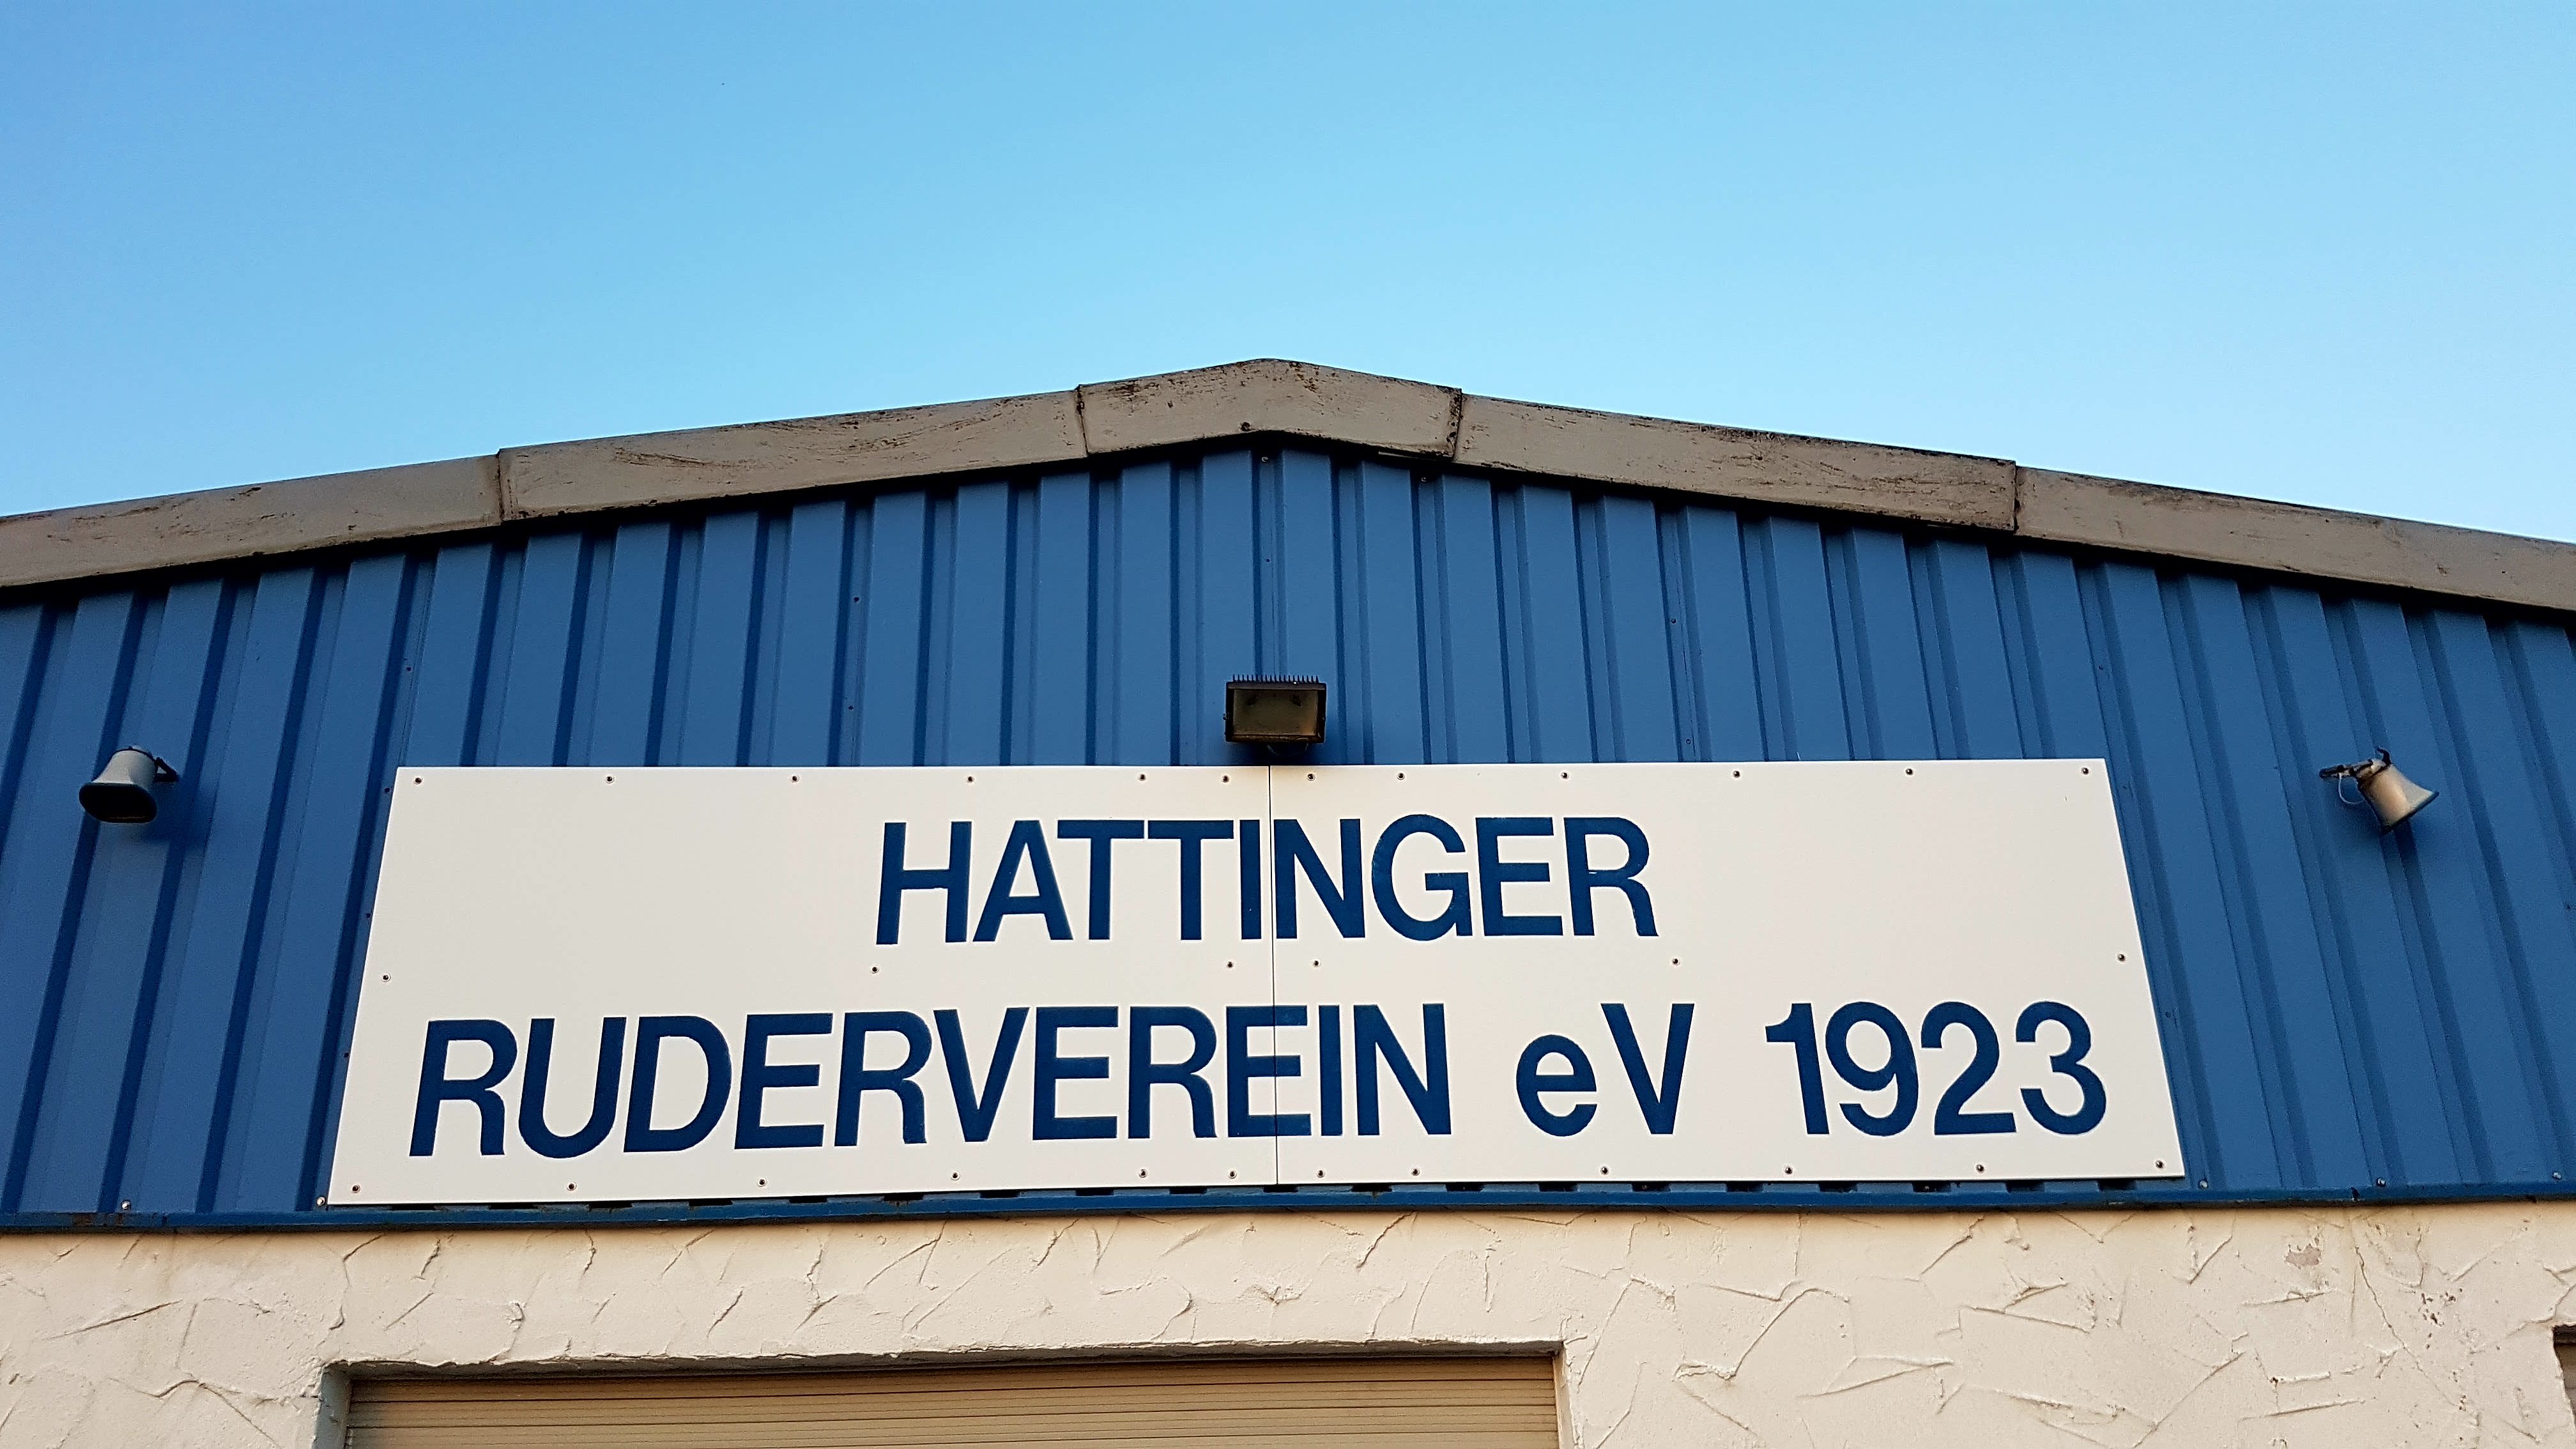 HATTINGER
RUDERVEREIN eV 1923